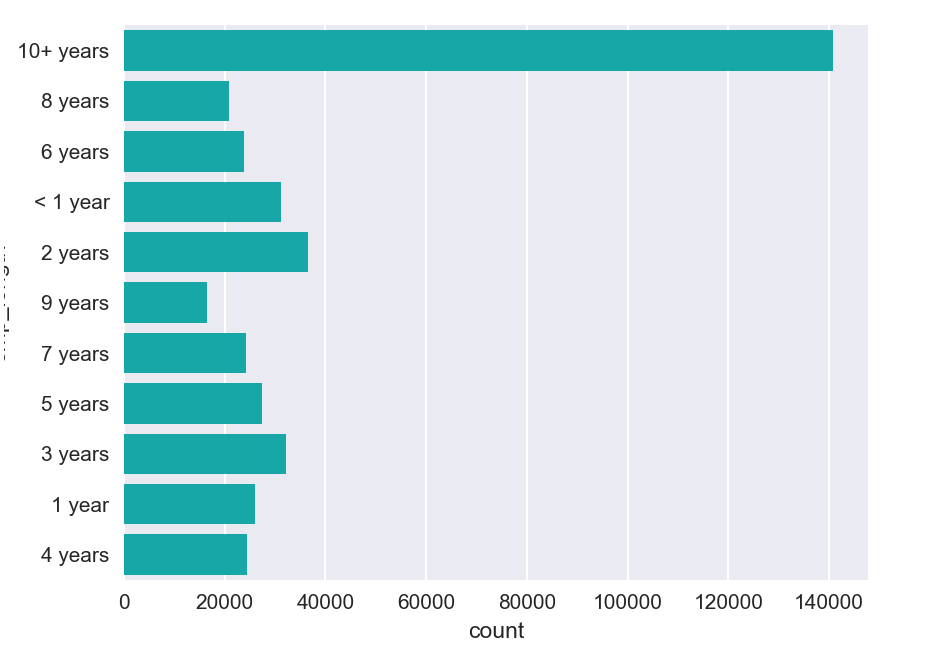 10+ years
8 years
6 years
< 1 year
2 years
9 years
7 years
5 years
3 years
1 year
4 years
0 20000 40000 60000 80000 100000 120000 140000
count